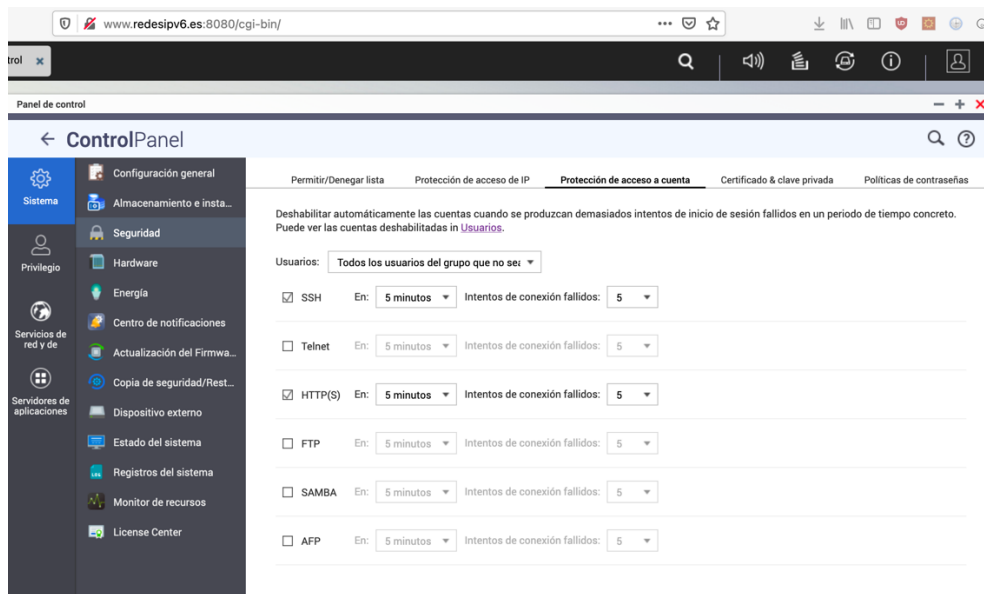 www.redesipv6.es:8080/cgi-bin/
trol
Panel de control
ControlPanel
Sistema
Privilegio
Servicios de
red y de
Servidores de
aplicaciones
Configuración general
Almacenamiento e insta...
Seguridad
Hardware
Energía
Centro de notificaciones
Actualización del Firmwa...
Copia de seguridad/Rest...
Dispositivo externo
Estado del sistema
Registros del sistema
Monitor de recursos
License Center
Permitir/Denegar lista Protección de acceso de IP Protección de acceso a cuenta Certificado & clave privada Políticas de contraseñas
Deshabilitar automáticamente las cuentas cuando se produzcan demasiados intentos de inicio de sesión fallidos en un periodo de tiempo concreto.
Puede ver las cuentas deshabilitadas in Usuarios.
Usuarios: Todos los usuarios del grupo que no sea
SSH En: 5 minutos Intentos de conexión fallidos: 5
Telnet En: 5 minutos Intentos de conexión fallidos: 5
HTTP(S) En: 5 minutos Intentos de conexión fallidos: 5
FTP En: 5 minutos Intentos de conexión fallidos: 5
SAMBA En: 5 minutos Intentos de conexión fallidos: 5
AFP En: 5 minutos Intentos de conexión fallidos: 5